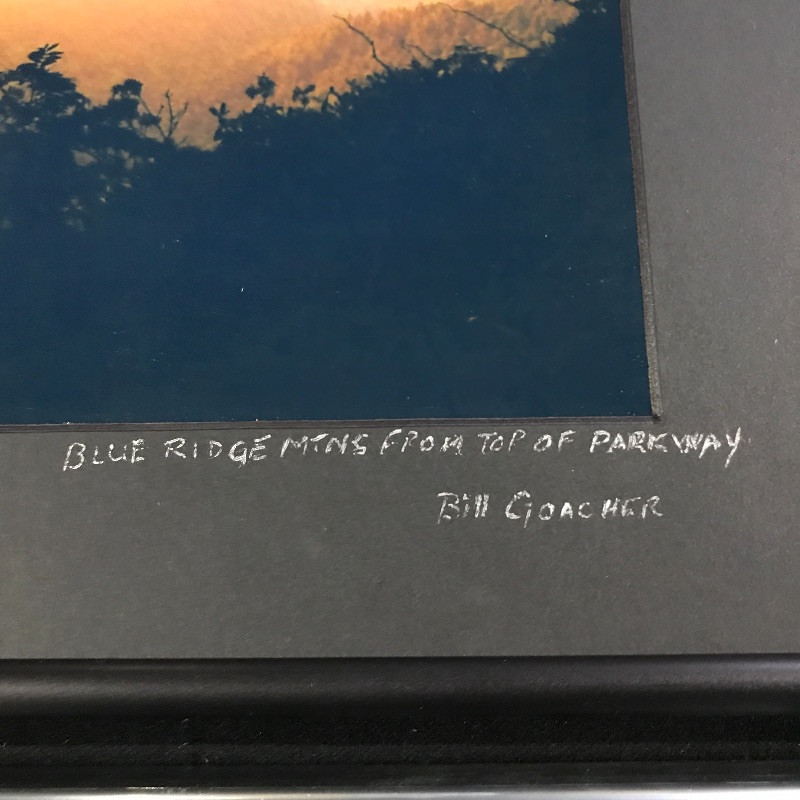 BLUE RIDGE MTNS FROM TOP OF PARKWAY
Bill GOACHER